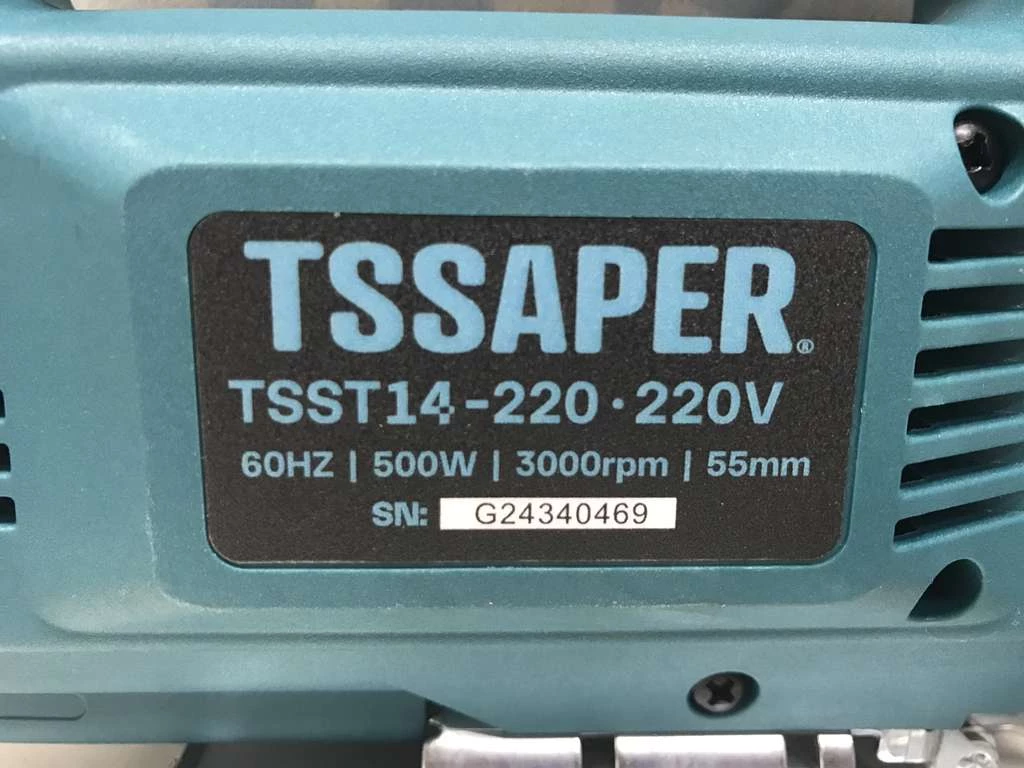 TSSAPER®
TSST14-220·220V
60HZ | 500W | 3000rpm | 55mm
SN: G24340469